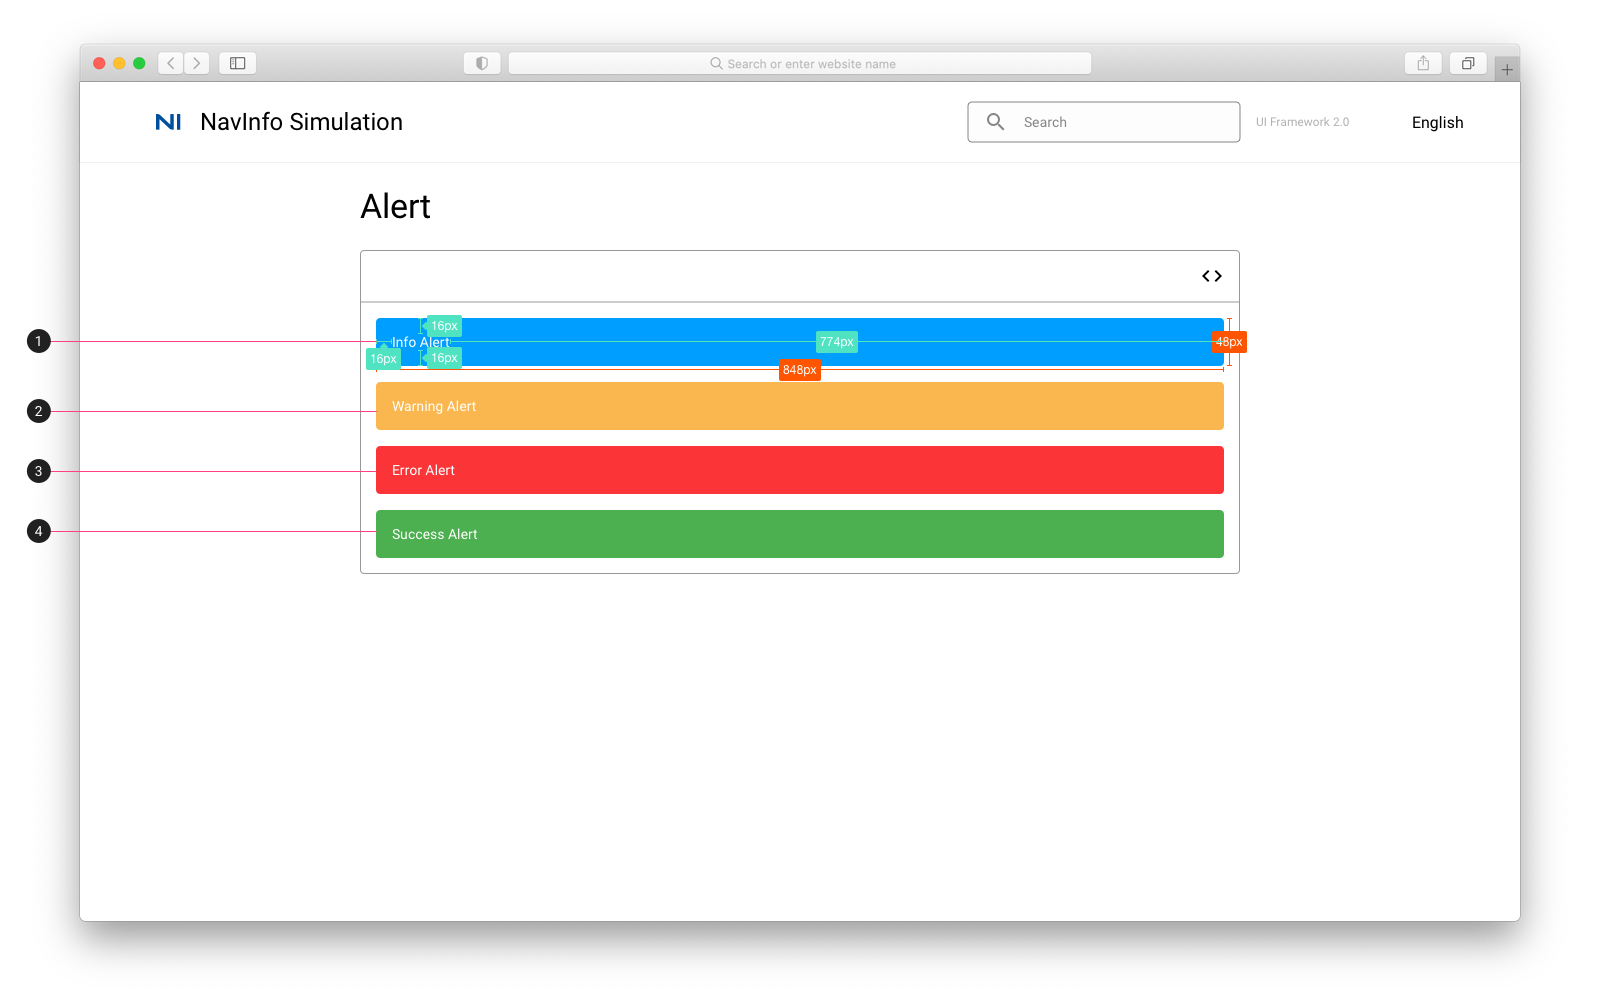 Search or enter website name
NI NavInfo Simulation
Search
UI Framework 2.0
English
Alert
16px
1
Info Alert
774px
48px
16px
16px
848px
2
Warning Alert
3
Error Alert
4
Success Alert